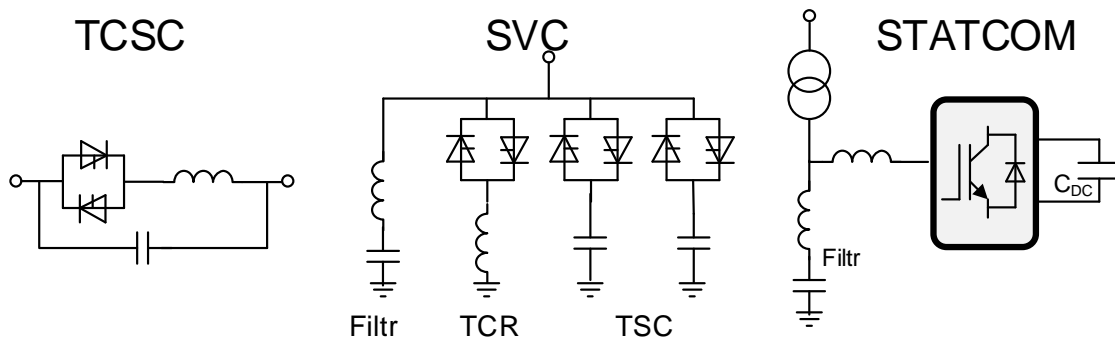 TCSC
SVC
STATCOM
C_DC
Filtr
Filtr
TCR
TSC